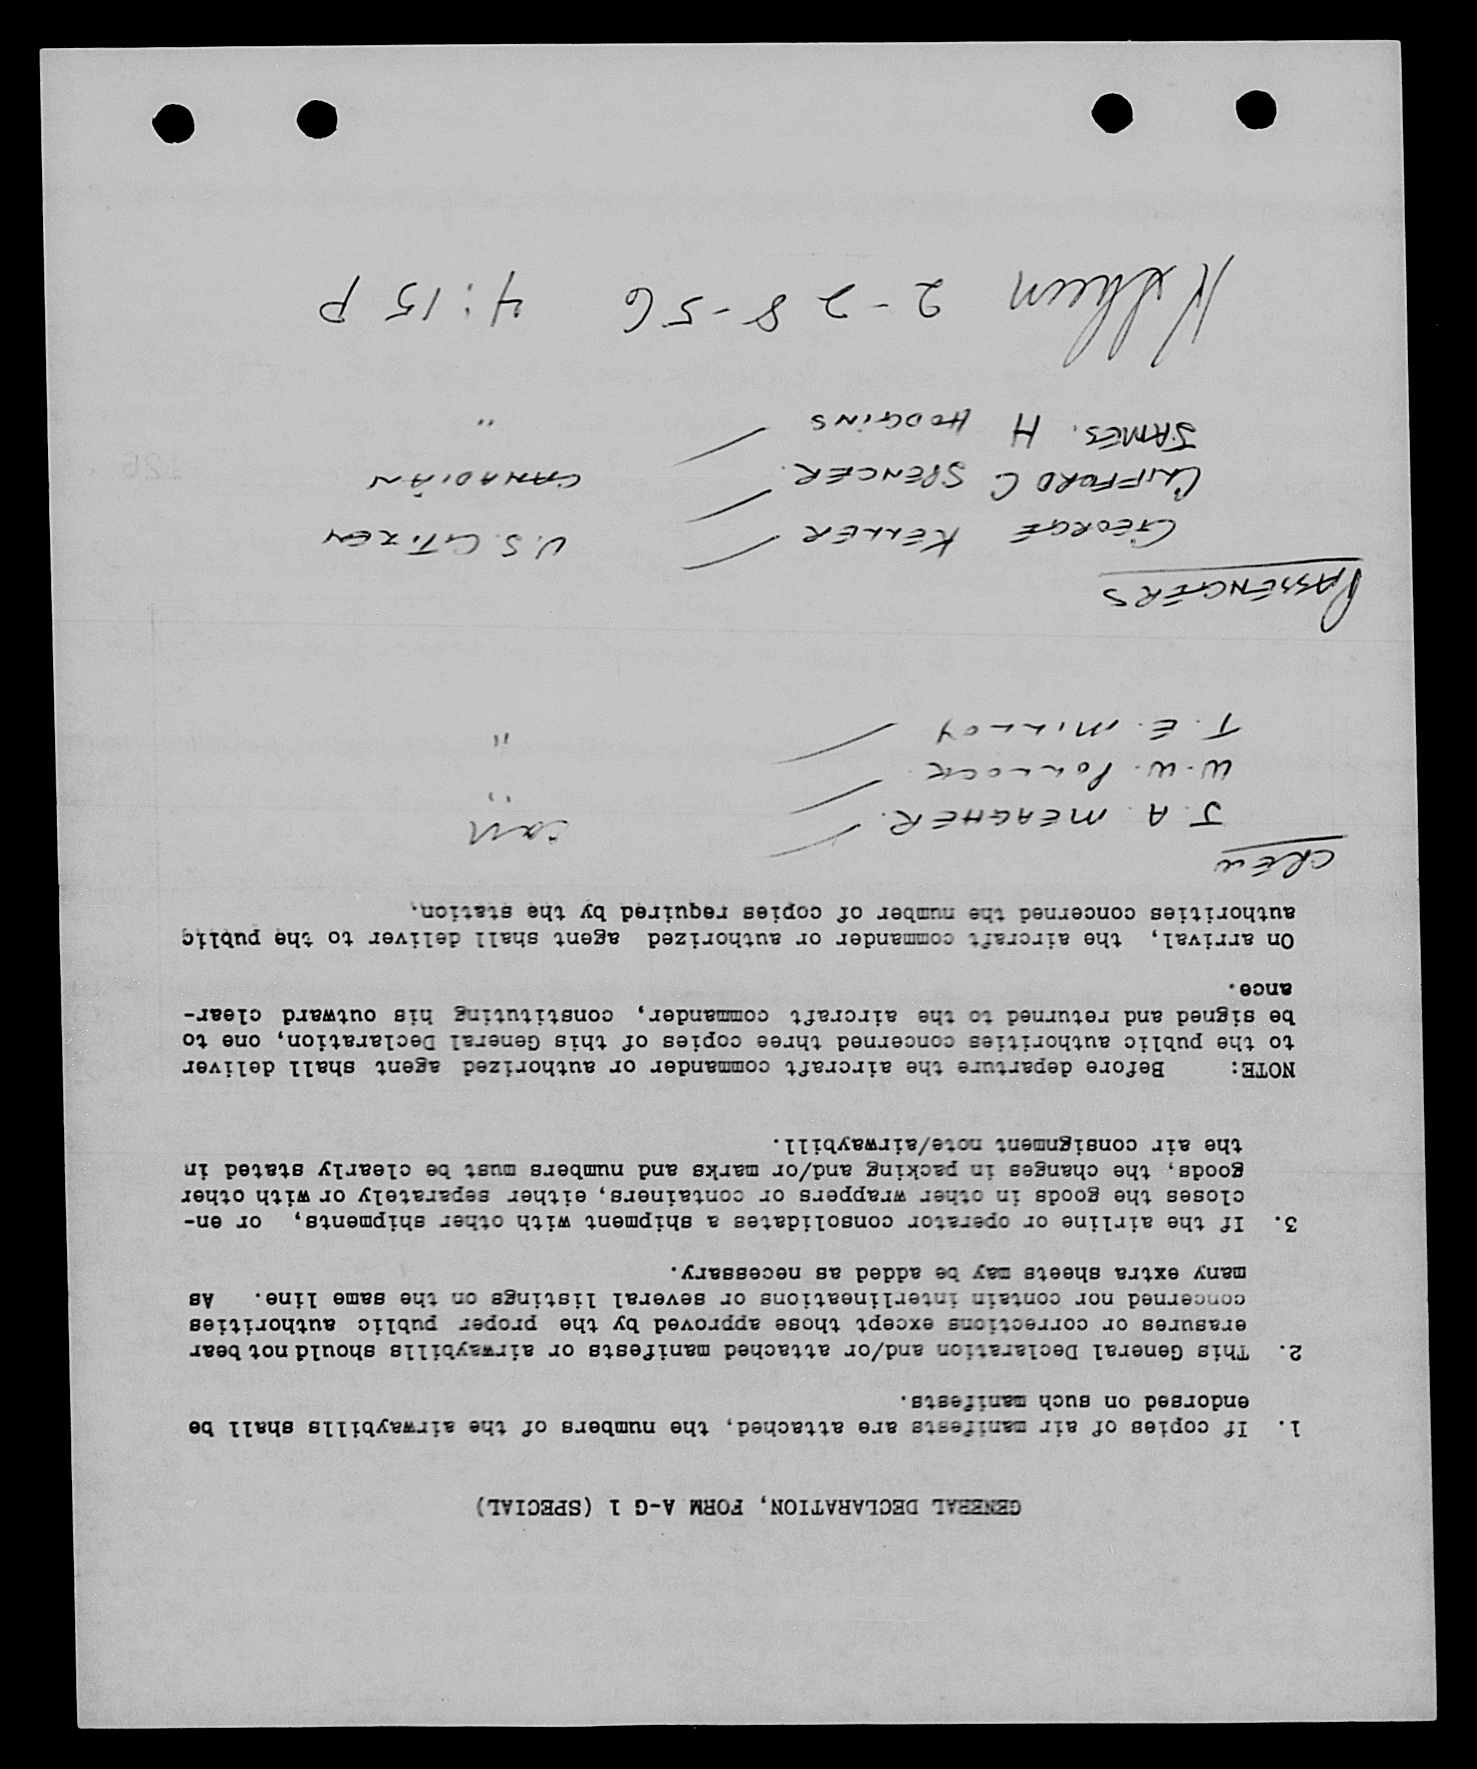 GENERAL DECLARATION, FORM A-G 1 (SPECIAL)
1. If copies of air manifests are attached, the numbers of the airwaybills shall be
endorsed on such manifests.
2. This General Declaration and/or attached manifests or airwaybills should not bear
erasures or corrections except those approved by the proper public authorities
concerned nor contain interlineations or several listings on the same line. As
many extra sheets may be added as necessary.
3. If the airline or operator consolidates a shipment with other shipments, or en-
closes the goods in other wrappers or containers, either separately or with other
goods, the changes in packing and/or marks and numbers must be clearly stated in
the air consignment note/airwaybill.
NOTE: Before departure the aircraft commander or authorized agent shall deliver
to the public authorities concerned three copies of this General Declaration, one to
be signed and returned to the aircraft commander, constituting his outward clear-
ance.
On arrival, the aircraft commander or authorized agent shall deliver to the public
authorities concerned the number of copies required by the station.
CREW
J. A. MEAGHER. Can
W. W. POLLOCK "
T. E. MILLOY "
PASSENGERS
GEORGE KELLER U.S. CITIZEN
CLIFFORD C SPENCER. CANADIAN
JAMES. H HODGINS "
2-28-56 4:15 P